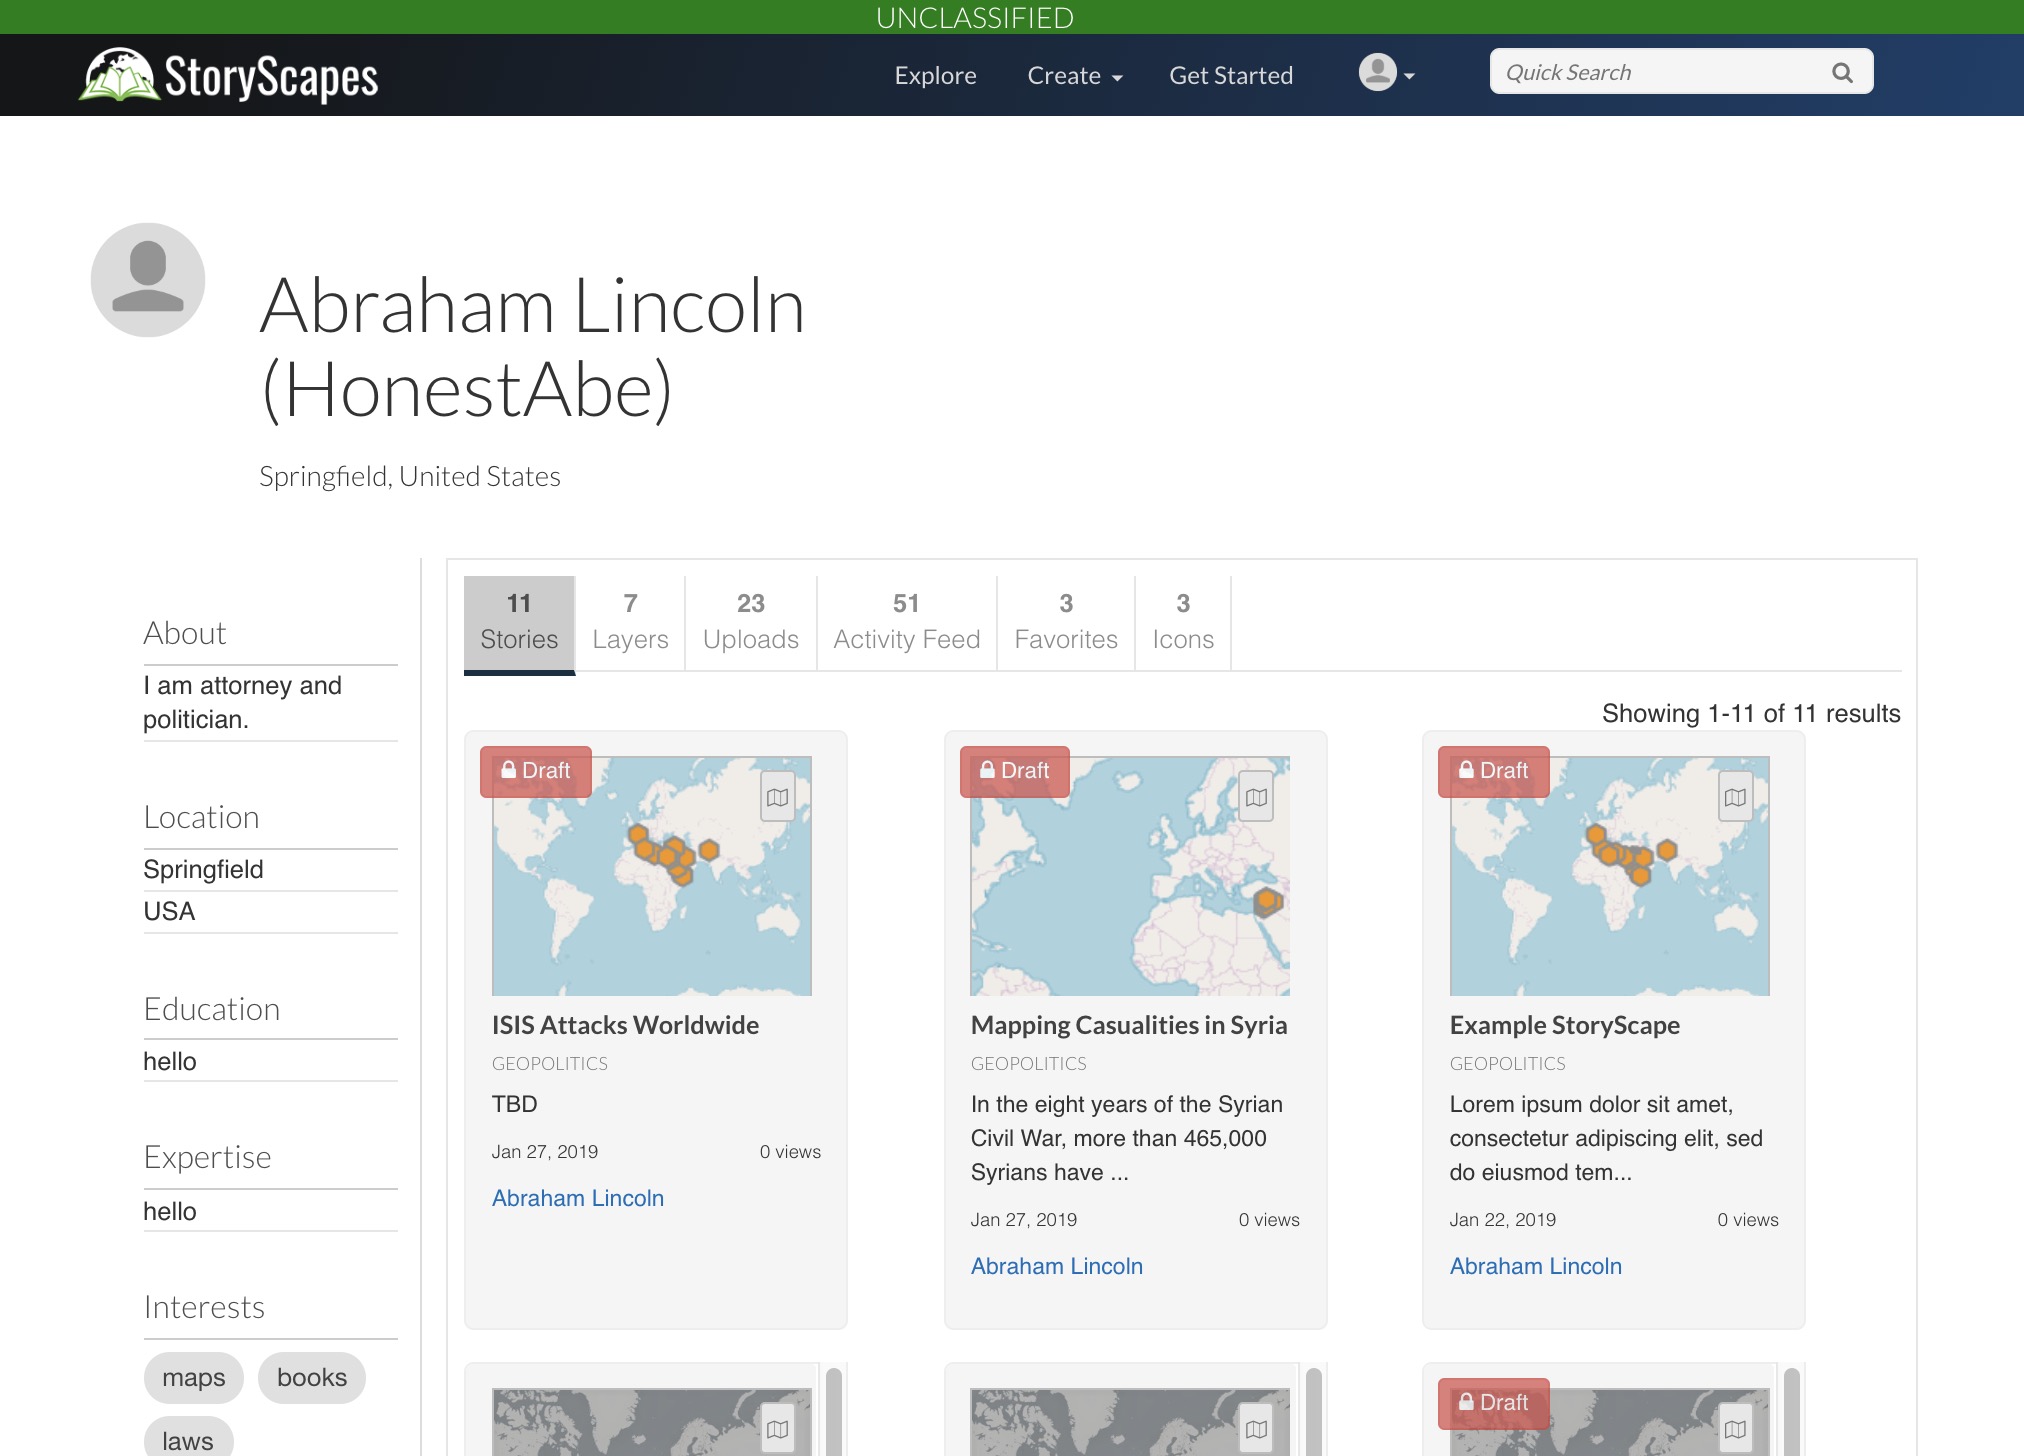 UNCLASSIFIED
StoryScapes
Explore
Create
Get Started
Quick Search
Abraham Lincoln
(HonestAbe)
Springfield, United States
About
I am attorney and
politician.
Location
Springfield
USA
Education
hello
Expertise
hello
Interests
maps
books
laws
11
Stories
7
Layers
23
Uploads
51
Activity Feed
3
Favorites
3
Icons
Showing 1-11 of 11 results
Draft
ISIS Attacks Worldwide
GEOPOLITICS
TBD
Jan 27, 2019
0 views
Abraham Lincoln
Draft
Mapping Casualities in Syria
GEOPOLITICS
In the eight years of the Syrian
Civil War, more than 465,000
Syrians have ...
Jan 27, 2019
0 views
Abraham Lincoln
Draft
Example StoryScape
GEOPOLITICS
Lorem ipsum dolor sit amet,
consectetur adipiscing elit, sed
do eiusmod tem...
Jan 22, 2019
0 views
Abraham Lincoln
Draft